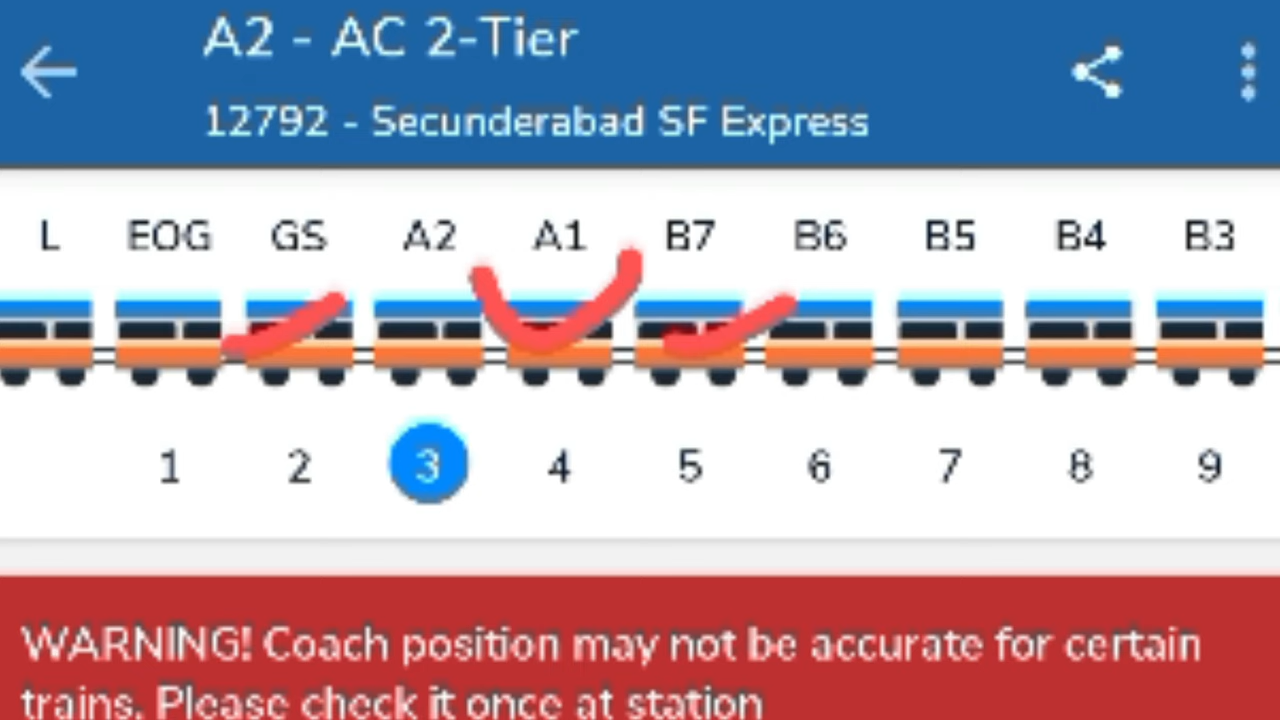 A2 - AC 2-Tier
12792 - Secunderabad SF Express
L EOG GS A2 A1 B7 B6 B5 B4 B3
1 2 3 4 5 6 7 8 9
WARNING! Coach position may not be accurate for certain
trains. Please check it once at station